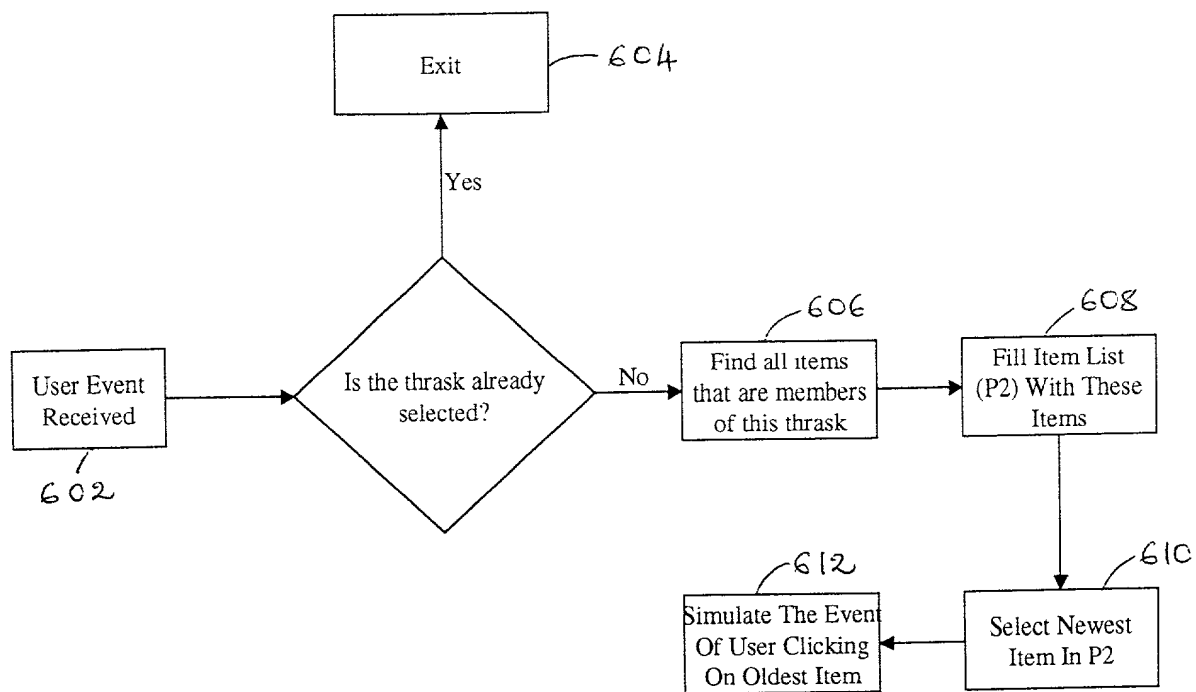 Exit
604
Yes
User Event
Received
602
Is the thrask already
selected?
No
606
Find all items
that are members
of this thrask
608
Fill Item List
(P2) With These
Items
610
Select Newest
Item In P2
612
Simulate The Event
Of User Clicking
On Oldest Item